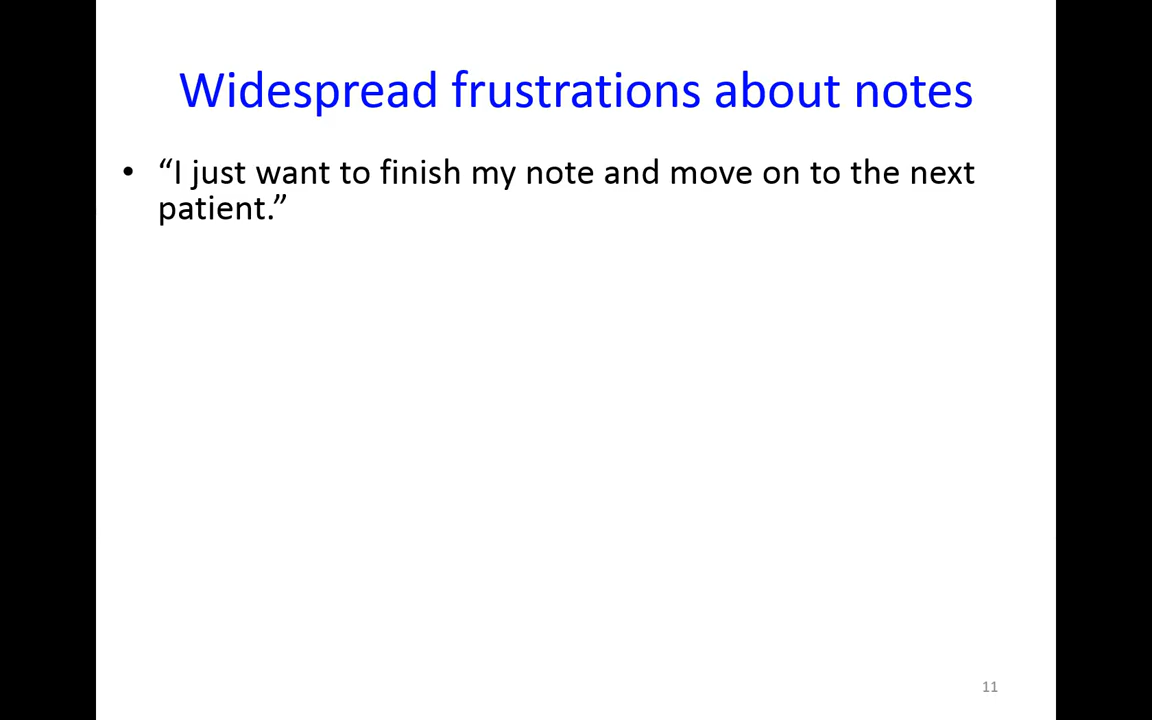 Widespread frustrations about notes
• “I just want to finish my note and move on to the next
patient.”
11